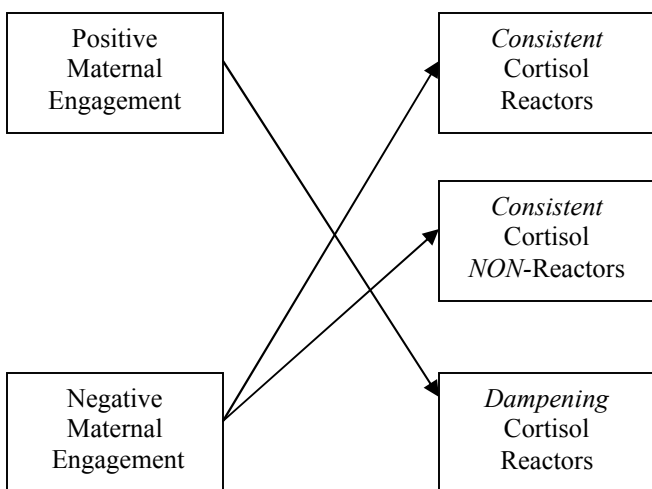 Positive
Maternal
Engagement
Consistent
Cortisol
Reactors
Consistent
Cortisol
NON-Reactors
Negative
Maternal
Engagement
Dampening
Cortisol
Reactors